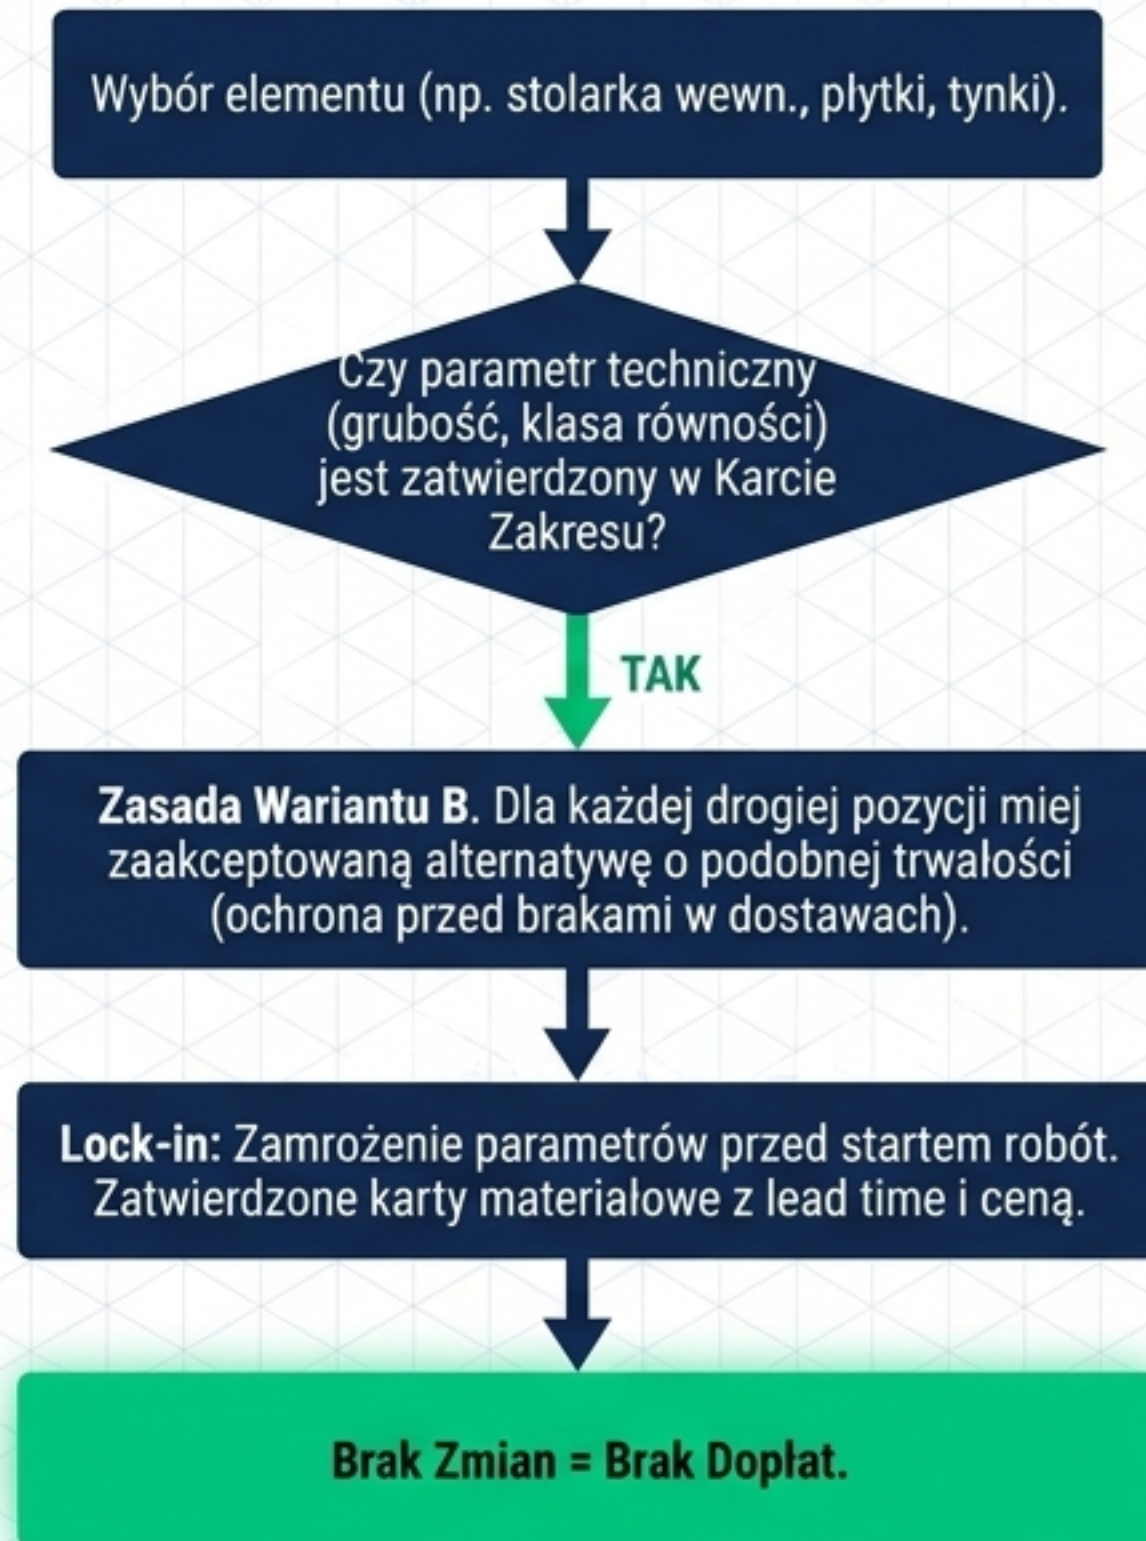 Wybór elementu (np. stolarka wewn., płytki, tynki).
Czy parametr techniczny
(grubość, klasa równości)
jest zatwierdzony w Karcie
Zakresu?
TAK
Zasada Wariantu B. Dla każdej drogiej pozycji miej
zaakceptowaną alternatywę o podobnej trwałości
(ochrona przed brakami w dostawach).
Lock-in: Zamrożenie parametrów przed startem robót.
Zatwierdzone karty materiałowe z lead time i ceną.
Brak Zmian = Brak Dopłat.